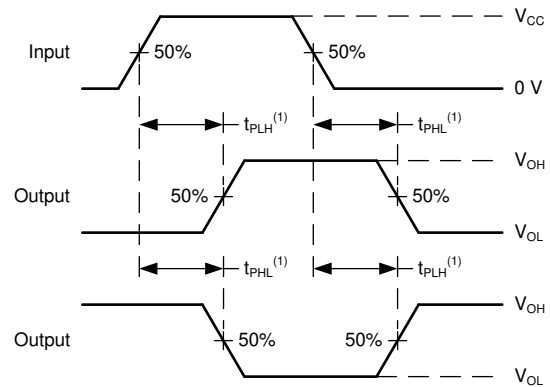 V_CC
Input 50% 50%
0 V
t_PLH^(1) t_PHL^(1)
V_OH
Output 50% 50%
V_OL
t_PHL^(1) t_PLH^(1)
V_OH
Output 50% 50%
V_OL